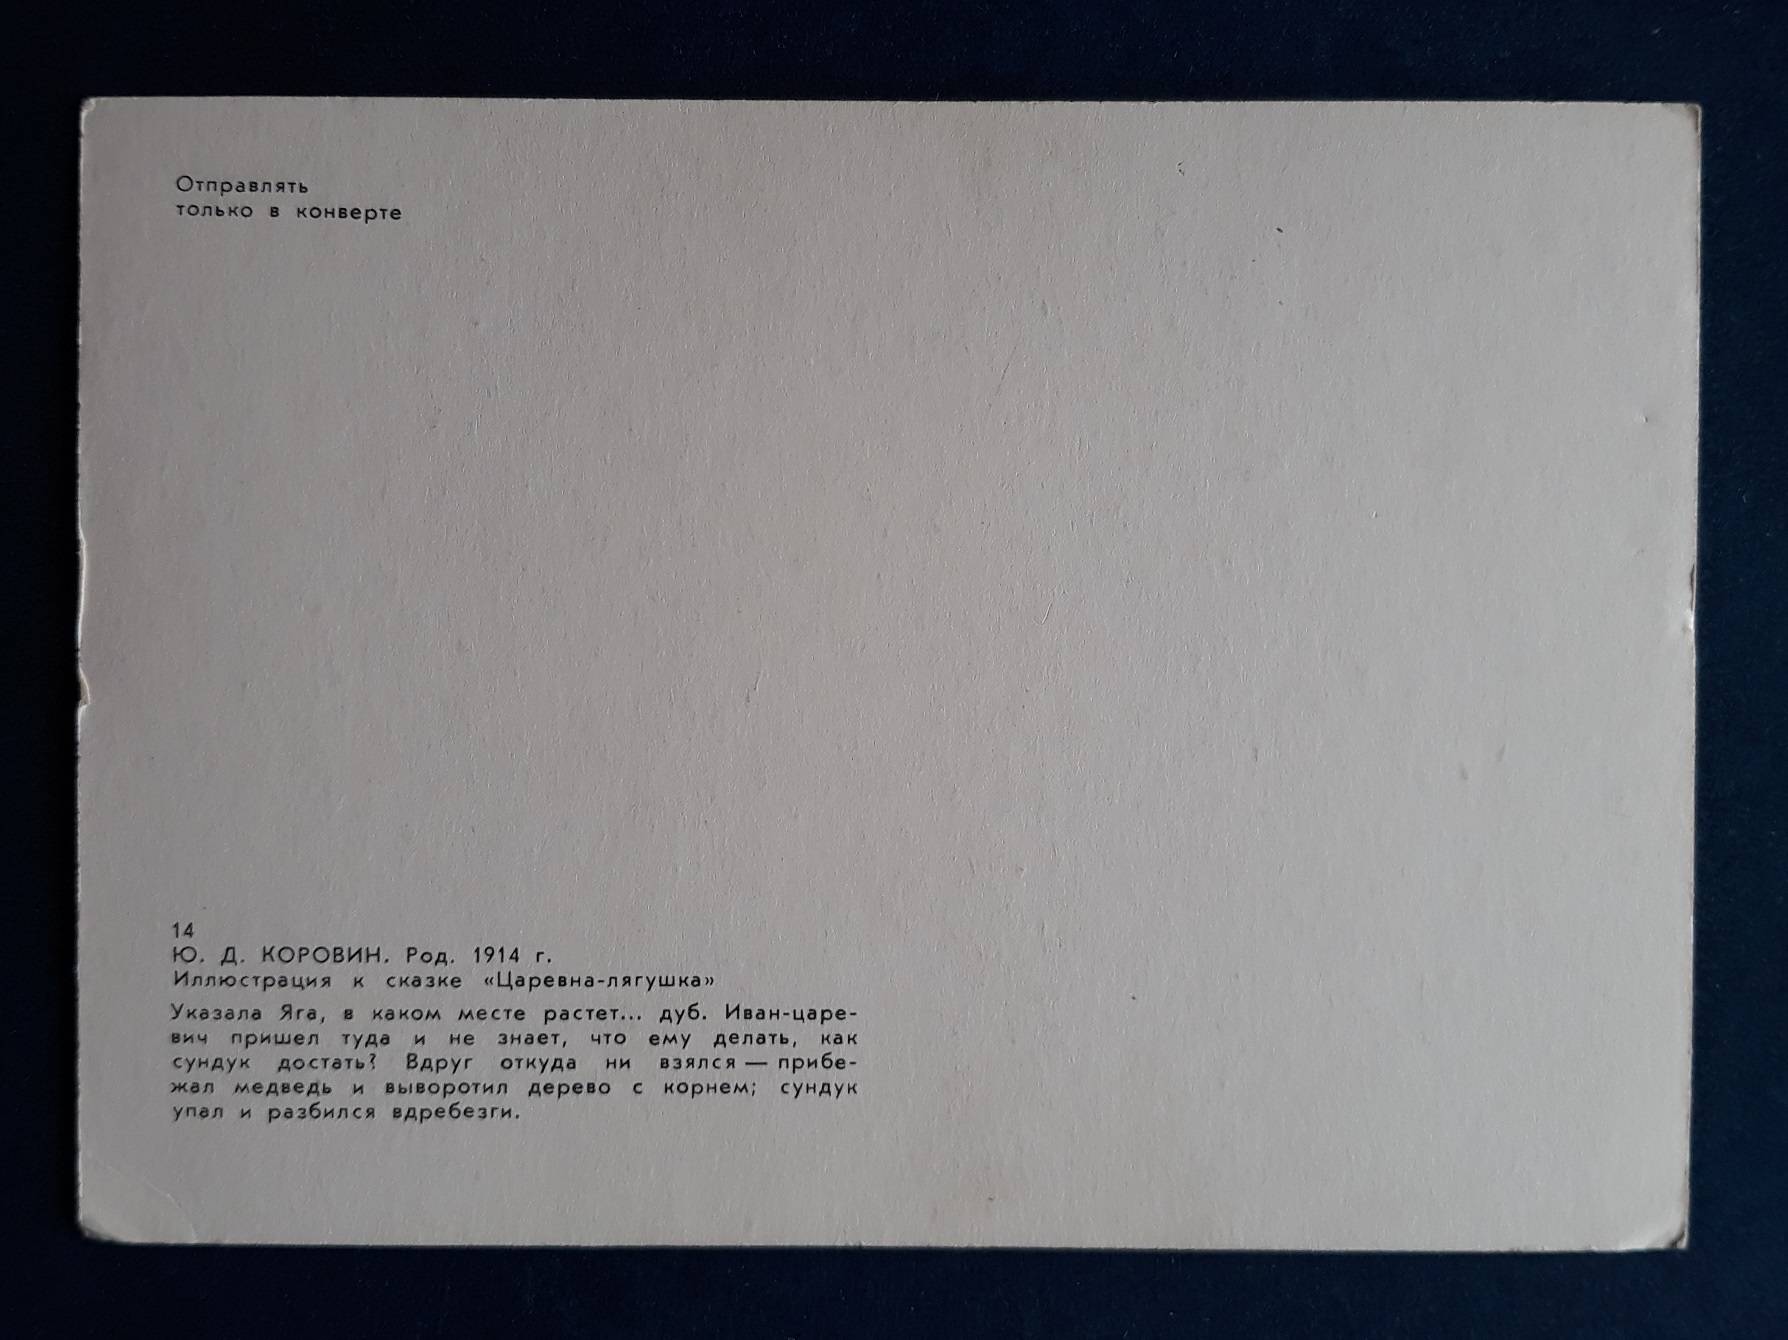 Отправлять
только в конверте
14
Ю. Д. КОРОВИН. Род. 1914 г.
Иллюстрация к сказке «Царевна-лягушка»
Указала Яга, в каком месте растет... дуб. Иван-царе-
вич пришел туда и не знает, что ему делать, как
сундук достать? Вдруг откуда ни взялся — прибе-
жал медведь и выворотил дерево с корнем; сундук
упал и разбился вдребезги.